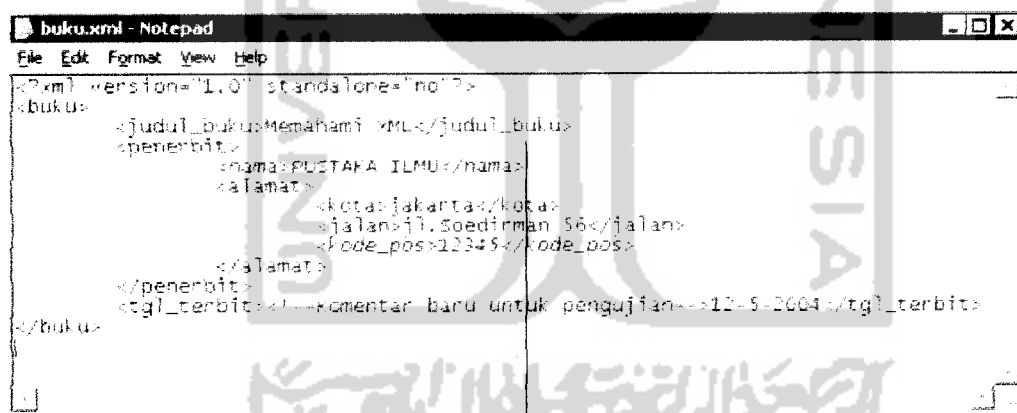 buku.xml - Notepad
File Edit Format View Help
<?xml version="1.0" standalone="no"?>
<buku>
<judul_buku>Memahami XML</judul_buku>
<penerbit>
<nama>PUSTAKA ILMU</nama>
<alamat>
<kota>jakarta</kota>
<jalan>jl.Soedirman 56</jalan>
<kode_pos>12345</kode_pos>
</alamat>
</penerbit>
<tgl_terbit><!--Komentar baru untuk pengujian-->12-5-2004</tgl_terbit>
</buku>